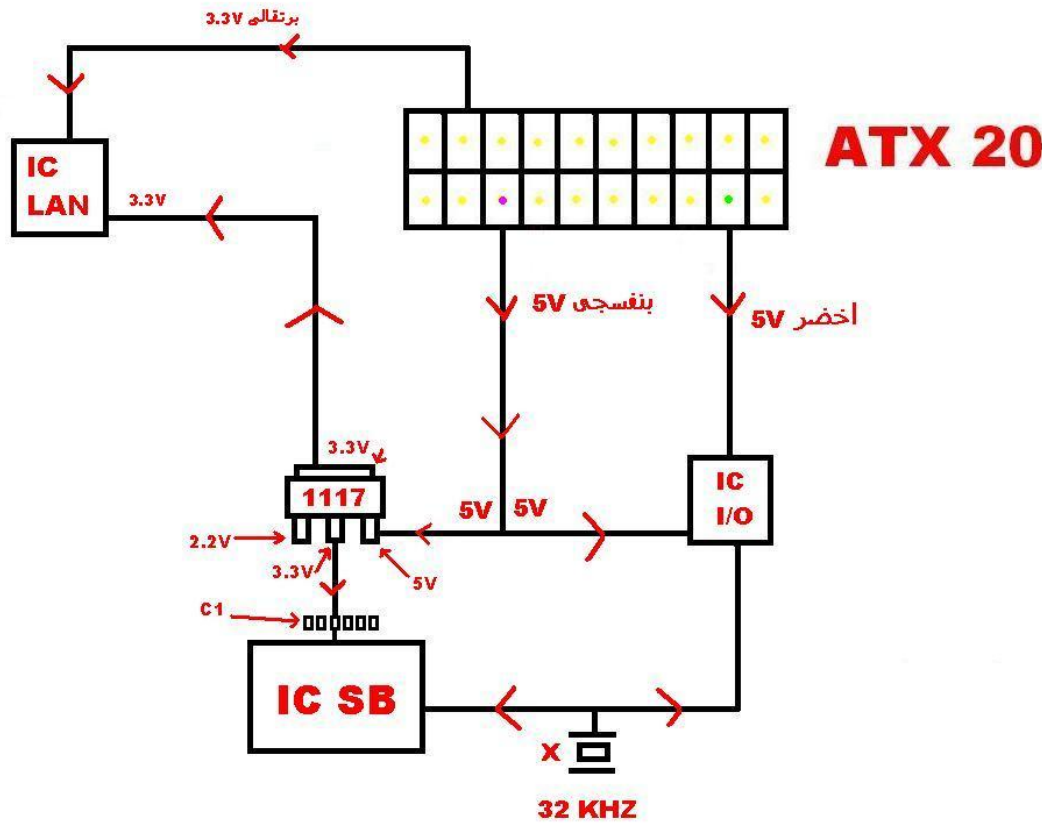 3.3V برتقالى
ATX 20
IC
LAN
3.3V
5V بنفسجى
5V اخضر
3.3V
1117
5V
5V
IC
I/O
2.2V
3.3V
5V
C1
IC SB
X
32 KHZ